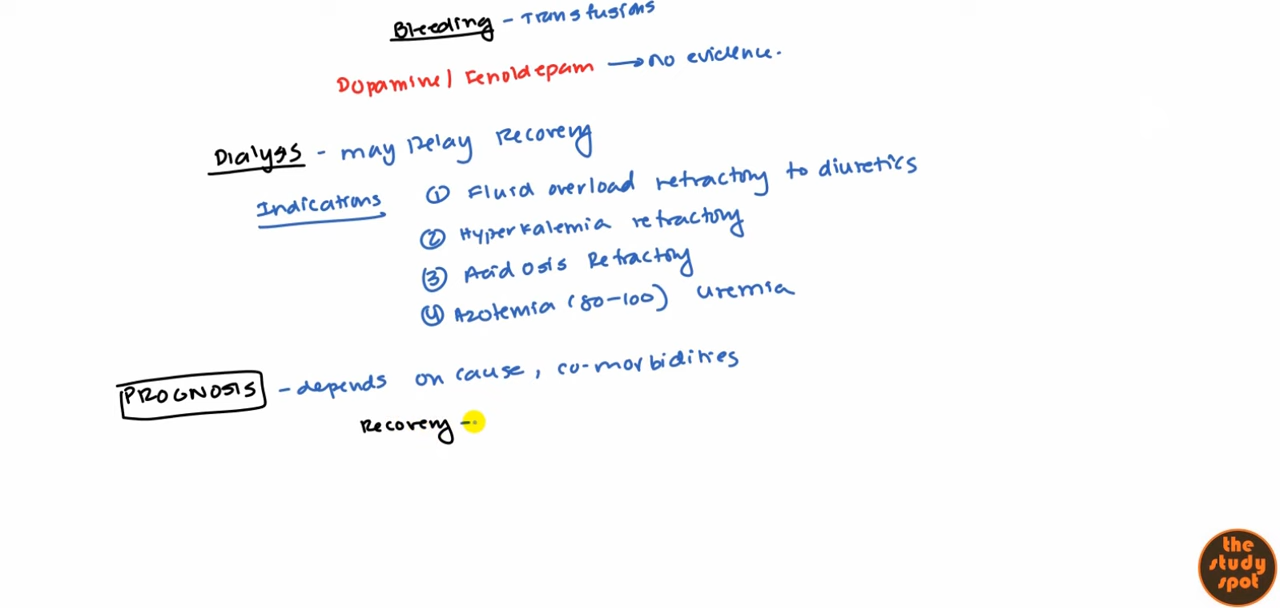 Bleeding - Transfusions
Dopamine/ Fenoldepam → no evidence.
Dialysis - may Delay Recovery
Indications ① Fluid overload refractory to diuretics
② Hyperkalemia refractory
③ Acidosis Refractory
④ Azotemia (80-100) uremia
PROGNOSIS - depends on cause, co-morbidities
Recovery -
the study spot